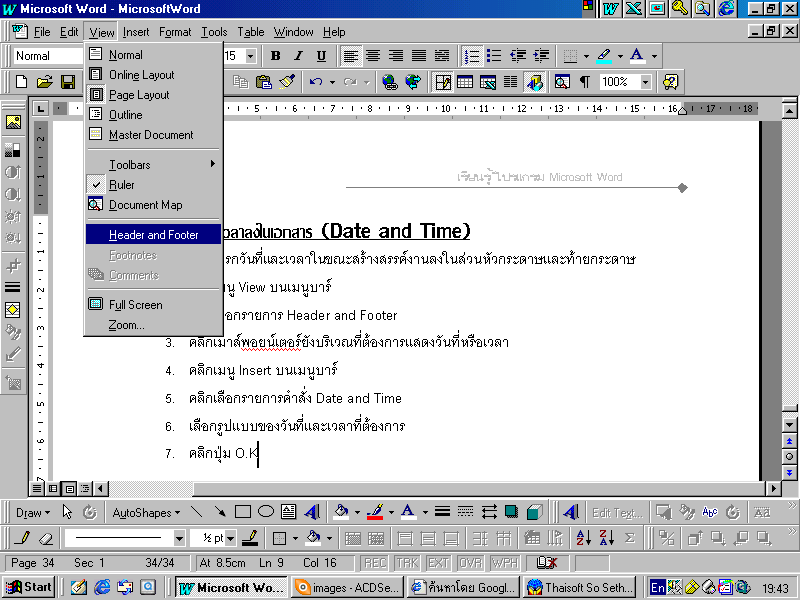 Microsoft Word - MicrosoftWord
File Edit View Insert Format Tools Table Window Help
Normal 15 B I U
100%
Normal
Online Layout
Page Layout
Outline
Master Document
Toolbars
Ruler
Document Map
Header and Footer
Footnotes
Comments
Full Screen
Zoom...
5 6 7 8 9 10 11 12 13 14 15 16 17 18
เรียนรู้ โปรแกรม Microsoft Word
วลาลงในเอกสาร (Date and Time)
รกวันที่และเวลาในขณะสร้างสรรค์งานลงในส่วนหัวกระดาษและท้ายกระดาษ
นู View บนเมนูบาร์
อกรายการ Header and Footer
3. คลิกเมาส์พอยน์เตอร์ยังบริเวณที่ต้องการแสดงวันที่หรือเวลา
4. คลิกเมนู Insert บนเมนูบาร์
5. คลิกเลือกรายการคำสั่ง Date and Time
6. เลือกรูปแบบของวันที่และเวลาที่ต้องการ
7. คลิกปุ่ม O.K
Draw AutoShapes Edit Text... Abc
½ pt
Page 34 Sec 1 34/34 At 8.5cm Ln 9 Col 16 REC TRK EXT OVR WPH
Start Microsoft Wo... images - ACDSe... ค้นหาโดย Googl... Thaisoft So Seth... En 19:43